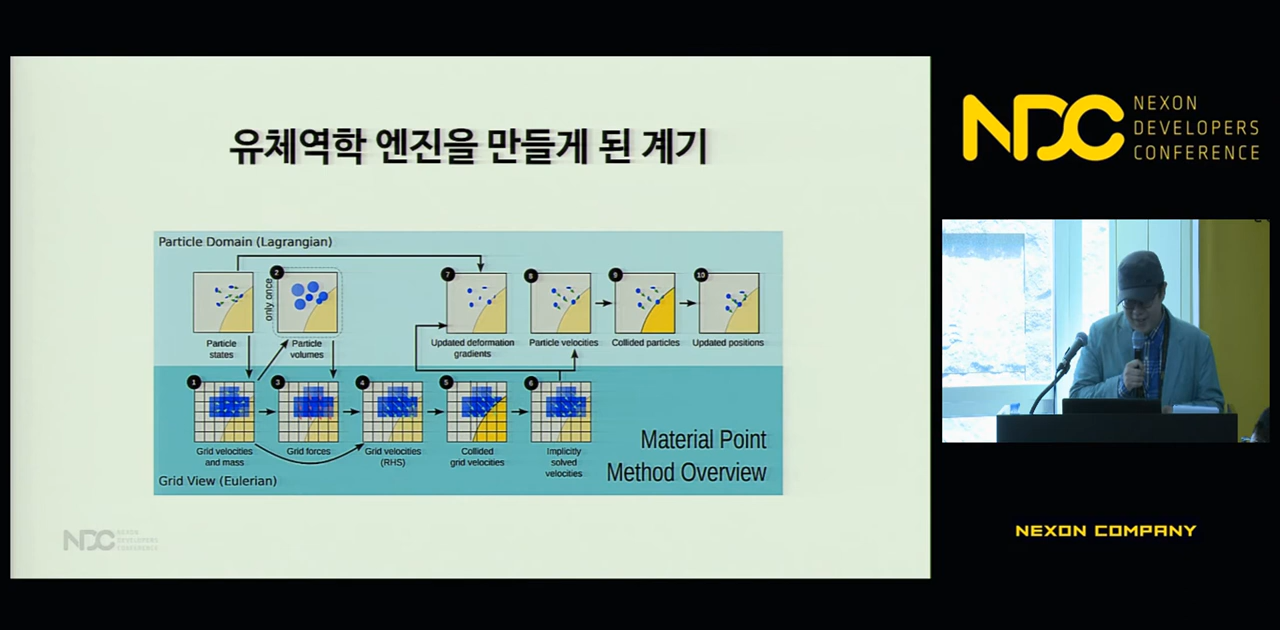 유체역학 엔진을 만들게 된 계기
Particle Domain (Lagrangian)
2
only once
7
8
9
10
Particle
states
Particle
volumes
Updated deformation
gradients
Particle velocities
Collided particles
Updated positions
1
3
4
5
6
Grid velocities
and mass
Grid forces
Grid velocities
(RHS)
Collided
grid velocities
Implicitly
solved
velocities
Material Point
Method Overview
Grid View (Eulerian)
NDC
NEXON
DEVELOPERS
CONFERENCE
NDC
NEXON
DEVELOPERS
CONFERENCE
NEXON COMPANY